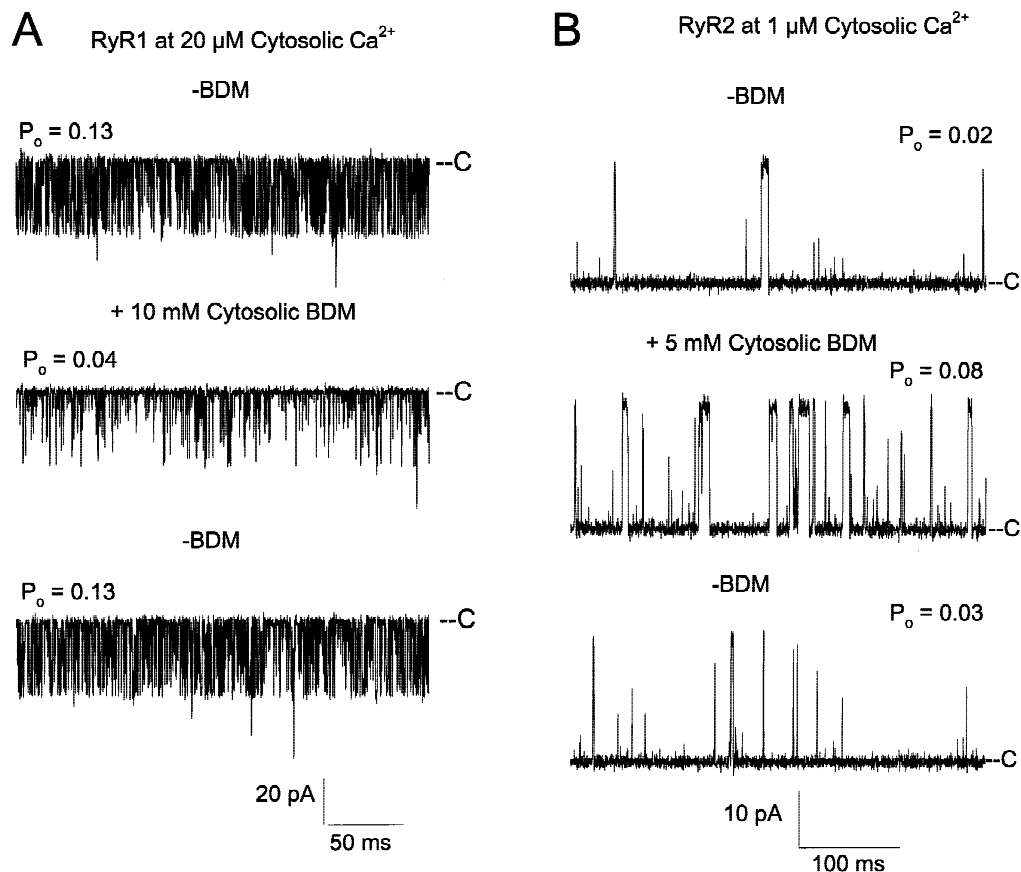 A
RyR1 at 20 µM Cytosolic Ca²⁺
-BDM
Pₒ = 0.13
--C
+ 10 mM Cytosolic BDM
Pₒ = 0.04
--C
-BDM
Pₒ = 0.13
--C
20 pA
50 ms
B
RyR2 at 1 µM Cytosolic Ca²⁺
-BDM
Pₒ = 0.02
--C
+ 5 mM Cytosolic BDM
Pₒ = 0.08
--C
-BDM
Pₒ = 0.03
--C
10 pA
100 ms